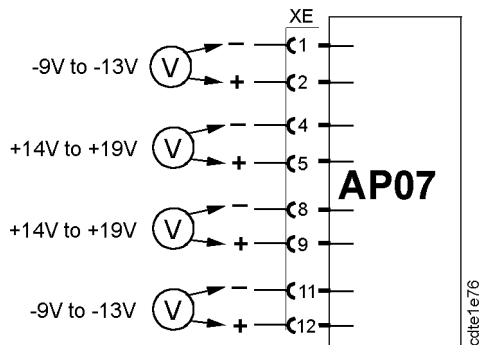 XE
-9V to -13V V - 1
+ 2
+14V to +19V V - 4
+ 5
AP07
+14V to +19V V - 8
+ 9
-9V to -13V V - 11
+ 12
cdte1e76